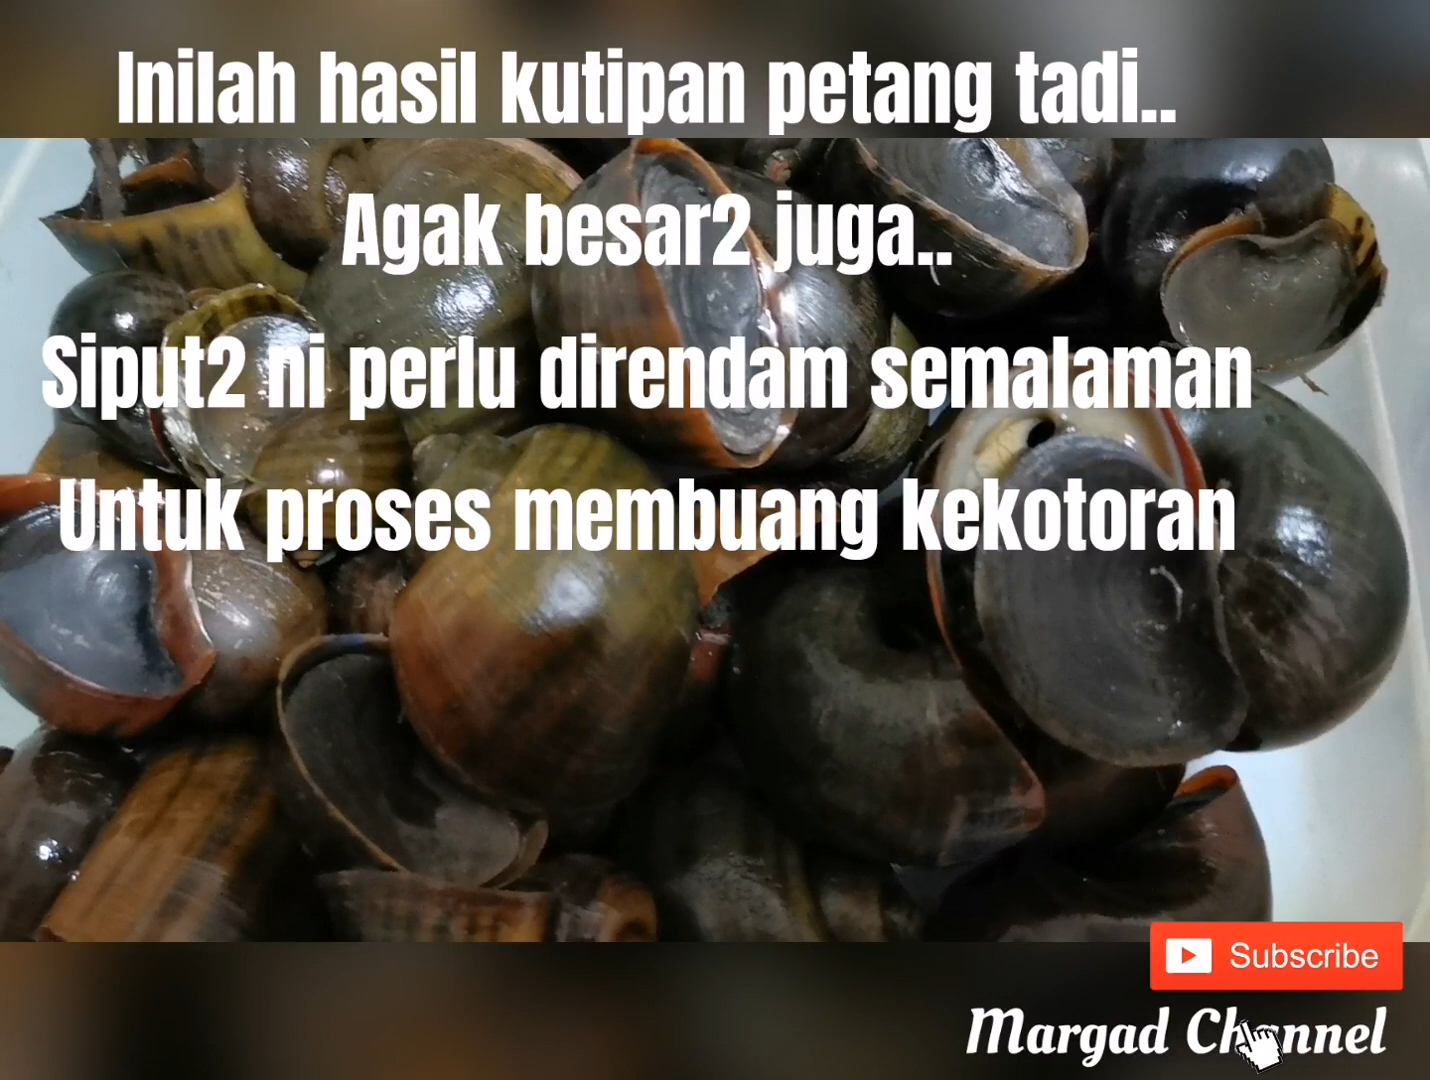 Inilah hasil kutipan petang tadi..
Agak besar2 juga..
Siput2 ni perlu direndam semalaman
Untuk proses membuang kekotoran
Subscribe
Margad Channel